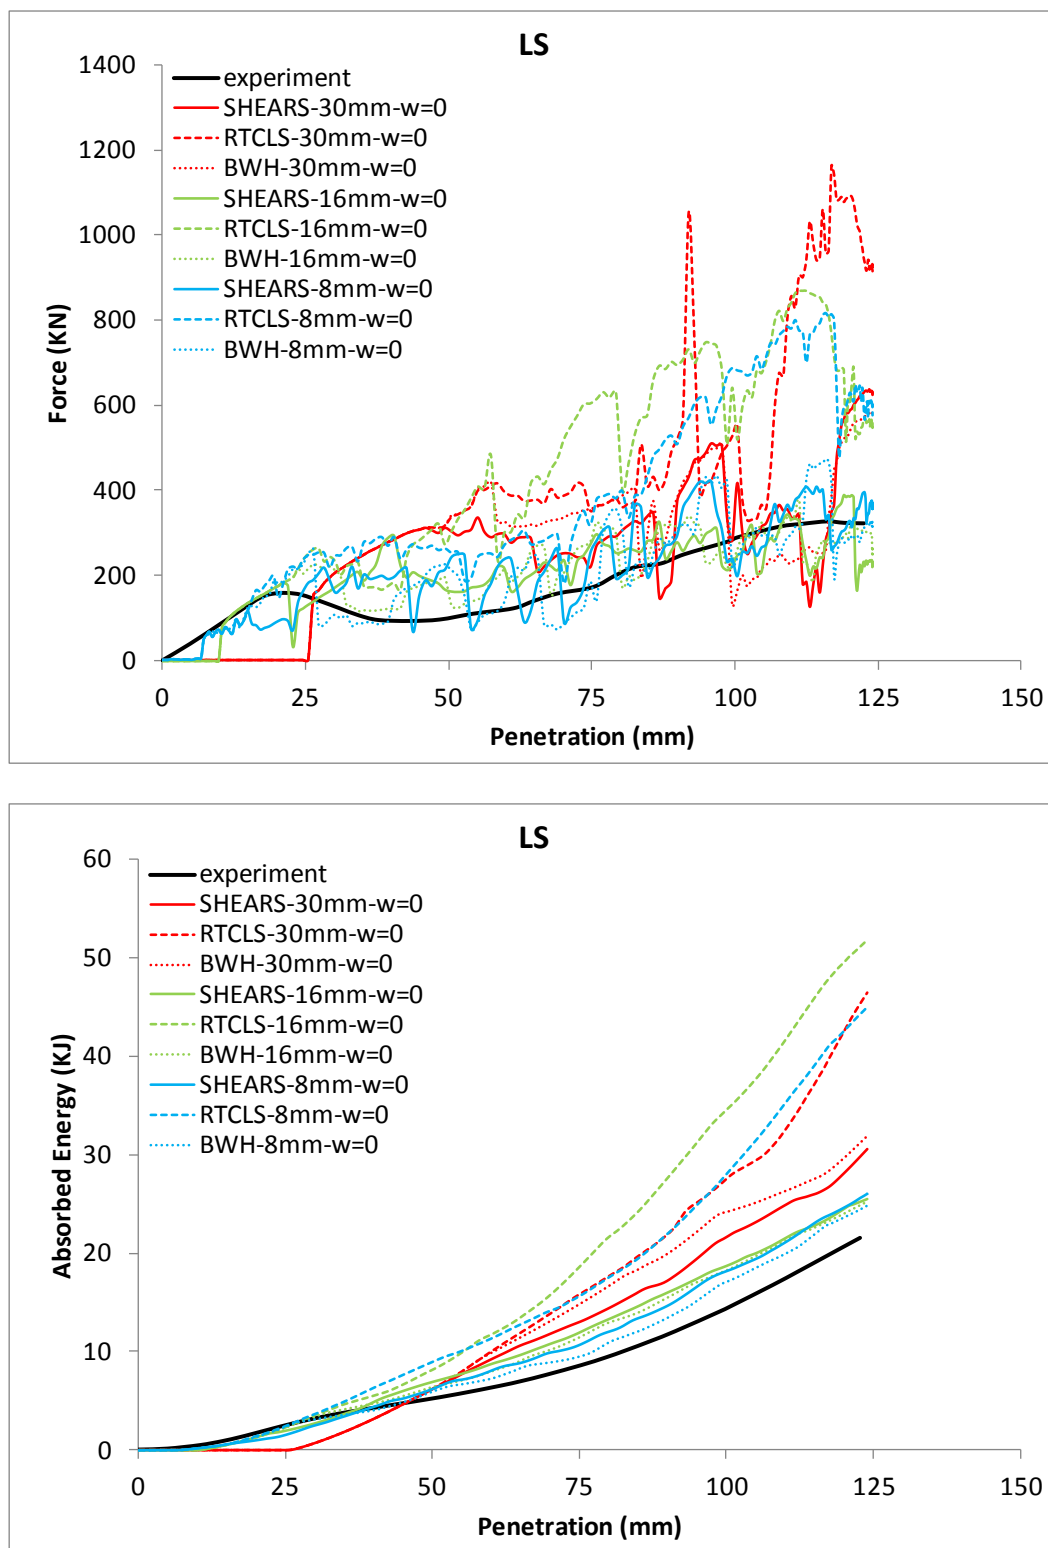 LS
1400
1200
1000
800
600
400
200
0
Force (KN)
experiment
SHEARS-30mm-w=0
RTCLS-30mm-w=0
BWH-30mm-w=0
SHEARS-16mm-w=0
RTCLS-16mm-w=0
BWH-16mm-w=0
SHEARS-8mm-w=0
RTCLS-8mm-w=0
BWH-8mm-w=0
0 25 50 75 100 125 150
Penetration (mm)
LS
60
50
40
30
20
10
0
Absorbed Energy (KJ)
experiment
SHEARS-30mm-w=0
RTCLS-30mm-w=0
BWH-30mm-w=0
SHEARS-16mm-w=0
RTCLS-16mm-w=0
BWH-16mm-w=0
SHEARS-8mm-w=0
RTCLS-8mm-w=0
BWH-8mm-w=0
0 25 50 75 100 125 150
Penetration (mm)